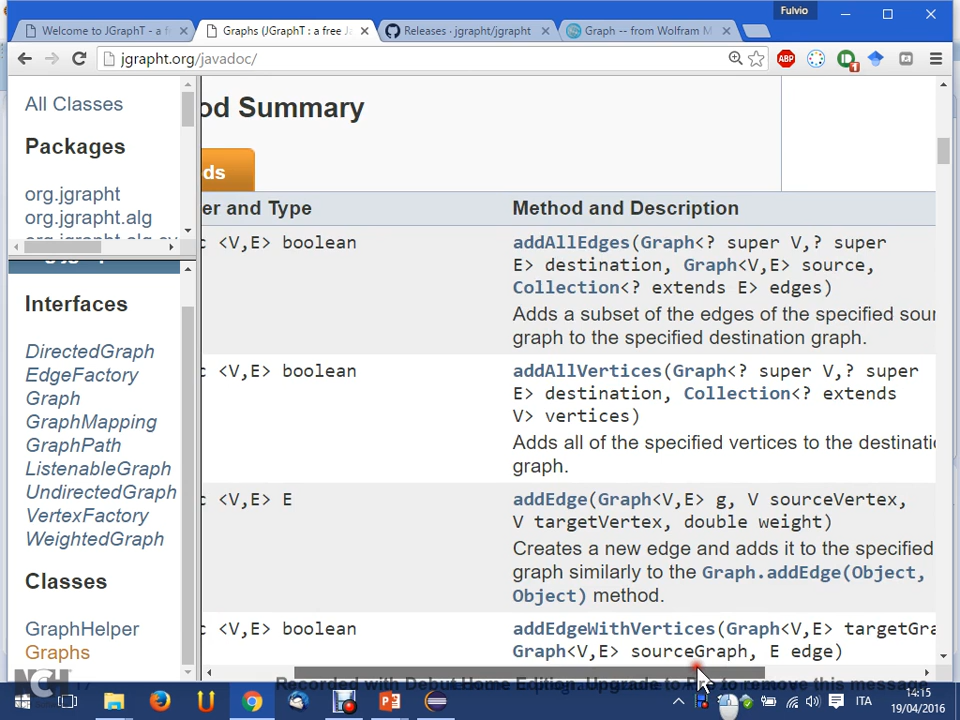 Fulvio
Welcome to JGraphT - a f
Graphs (JGraphT : a free J
Releases · jgrapht/jgrapht
Graph -- from Wolfram M
jgrapht.org/javadoc/
ABP
1
All Classes
Packages
org.jgrapht
org.jgrapht.alg
Interfaces
DirectedGraph
EdgeFactory
Graph
GraphMapping
GraphPath
ListenableGraph
UndirectedGraph
VertexFactory
WeightedGraph
Classes
GraphHelper
Graphs
od Summary
ds
er and Type
Method and Description
c <V,E> boolean
addAllEdges(Graph<? super V,? super
E> destination, Graph<V,E> source,
Collection<? extends E> edges)
Adds a subset of the edges of the specified sour
graph to the specified destination graph.
c <V,E> boolean
addAllVertices(Graph<? super V,? super
E> destination, Collection<? extends
V> vertices)
Adds all of the specified vertices to the destinatio
graph.
c <V,E> E
addEdge(Graph<V,E> g, V sourceVertex,
V targetVertex, double weight)
Creates a new edge and adds it to the specified
graph similarly to the Graph.addEdge(Object,
Object) method.
c <V,E> boolean
addEdgeWithVertices(Graph<V,E> targetGra
Graph<V,E> sourceGraph, E edge)
NCH
17
Recorded with Debut Home Edition. Upgrade to Pro to remove this message
ITA
14:15
19/04/2016